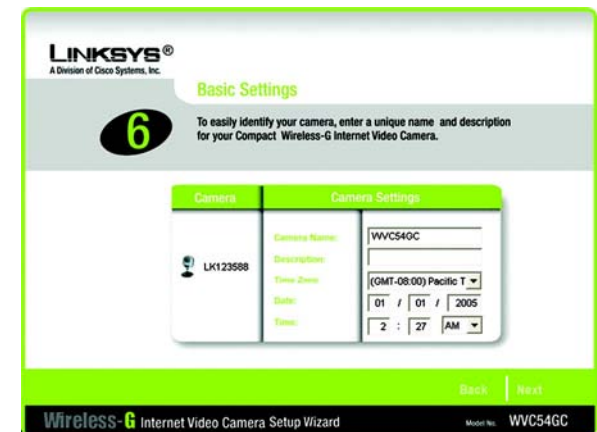 LINKSYS®
A Division of Cisco Systems, Inc.
Basic Settings
6
To easily identify your camera, enter a unique name and description
for your Compact Wireless-G Internet Video Camera.
Camera
Camera Settings
LK123588
Camera Name:
WVC54GC
Description:
Time Zone:
(GMT-08:00) Pacific T
Date:
01 / 01 / 2005
Time:
2 : 27 AM
Back
Next
Wireless-G Internet Video Camera Setup Wizard
Model No. WVC54GC